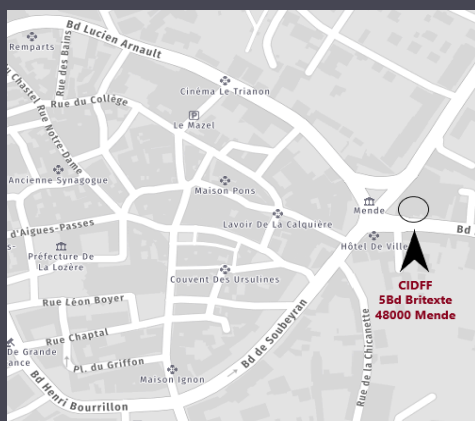 Bd Lucien Arnault
Remparts
Rue des Bains
Cinéma Le Trianon
u Chastel
Rue du Collège
P
Le Mazel
Rue Notre-Dame
Ancienne Synagogue
Maison Pons
Mende
d'Aigues-Passes
Lavoir De La Calquière
Bd
s-
Hôtel De Ville
Préfecture De
La Lozère
Couvent Des Ursulines
CIDFF
5Bd Britexte
48000 Mende
Rue Léon Boyer
Bd de Soubeyran
Rue Chaptal
De Grande
ance
Pl. du Griffon
Rue de la Chicanette
Maison Ignon
Bd Henri Bourrillon